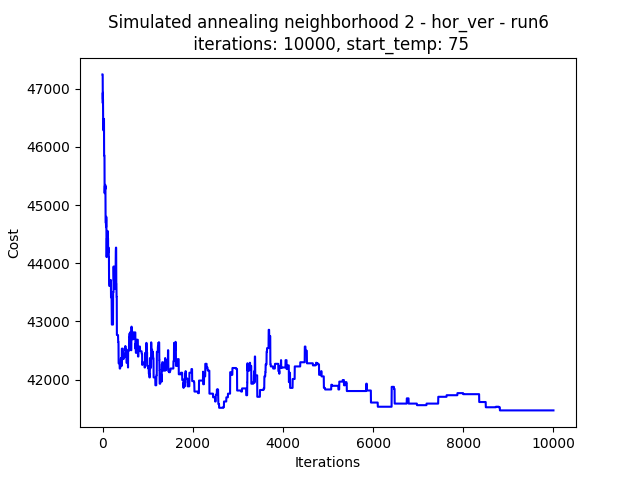 Simulated annealing neighborhood 2 - hor_ver - run6
iterations: 10000, start_temp: 75
47000
46000
45000
44000
43000
42000
Cost
0 2000 4000 6000 8000 10000
Iterations